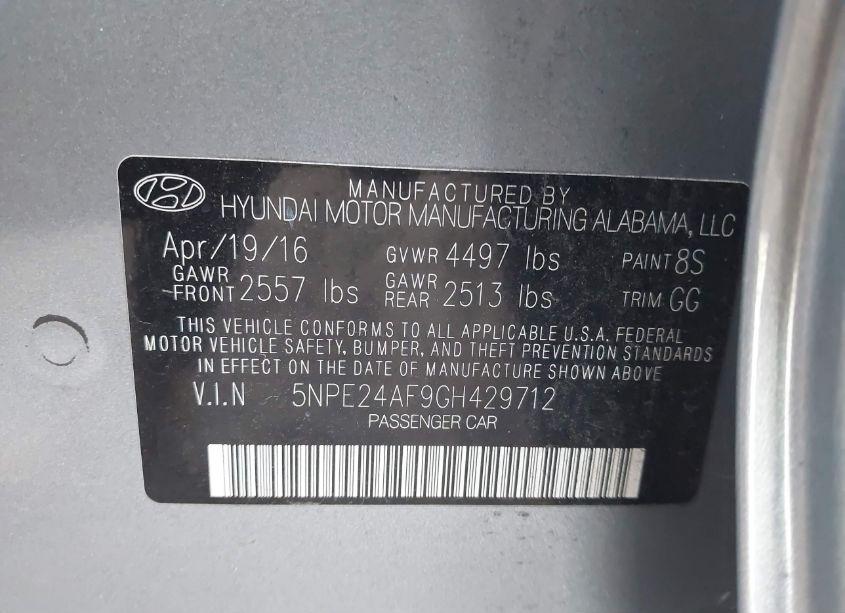 MANUFACTURED BY
HYUNDAI MOTOR MANUFACTURING ALABAMA, LLC
Apr/19/16 GVWR 4497 lbs PAINT 8S
GAWR FRONT 2557 lbs GAWR REAR 2513 lbs TRIM GG
THIS VEHICLE CONFORMS TO ALL APPLICABLE U.S.A. FEDERAL
MOTOR VEHICLE SAFETY, BUMPER, AND THEFT PREVENTION STANDARDS
IN EFFECT ON THE DATE OF MANUFACTURE SHOWN ABOVE
V.I.N 5NPE24AF9GH429712
PASSENGER CAR